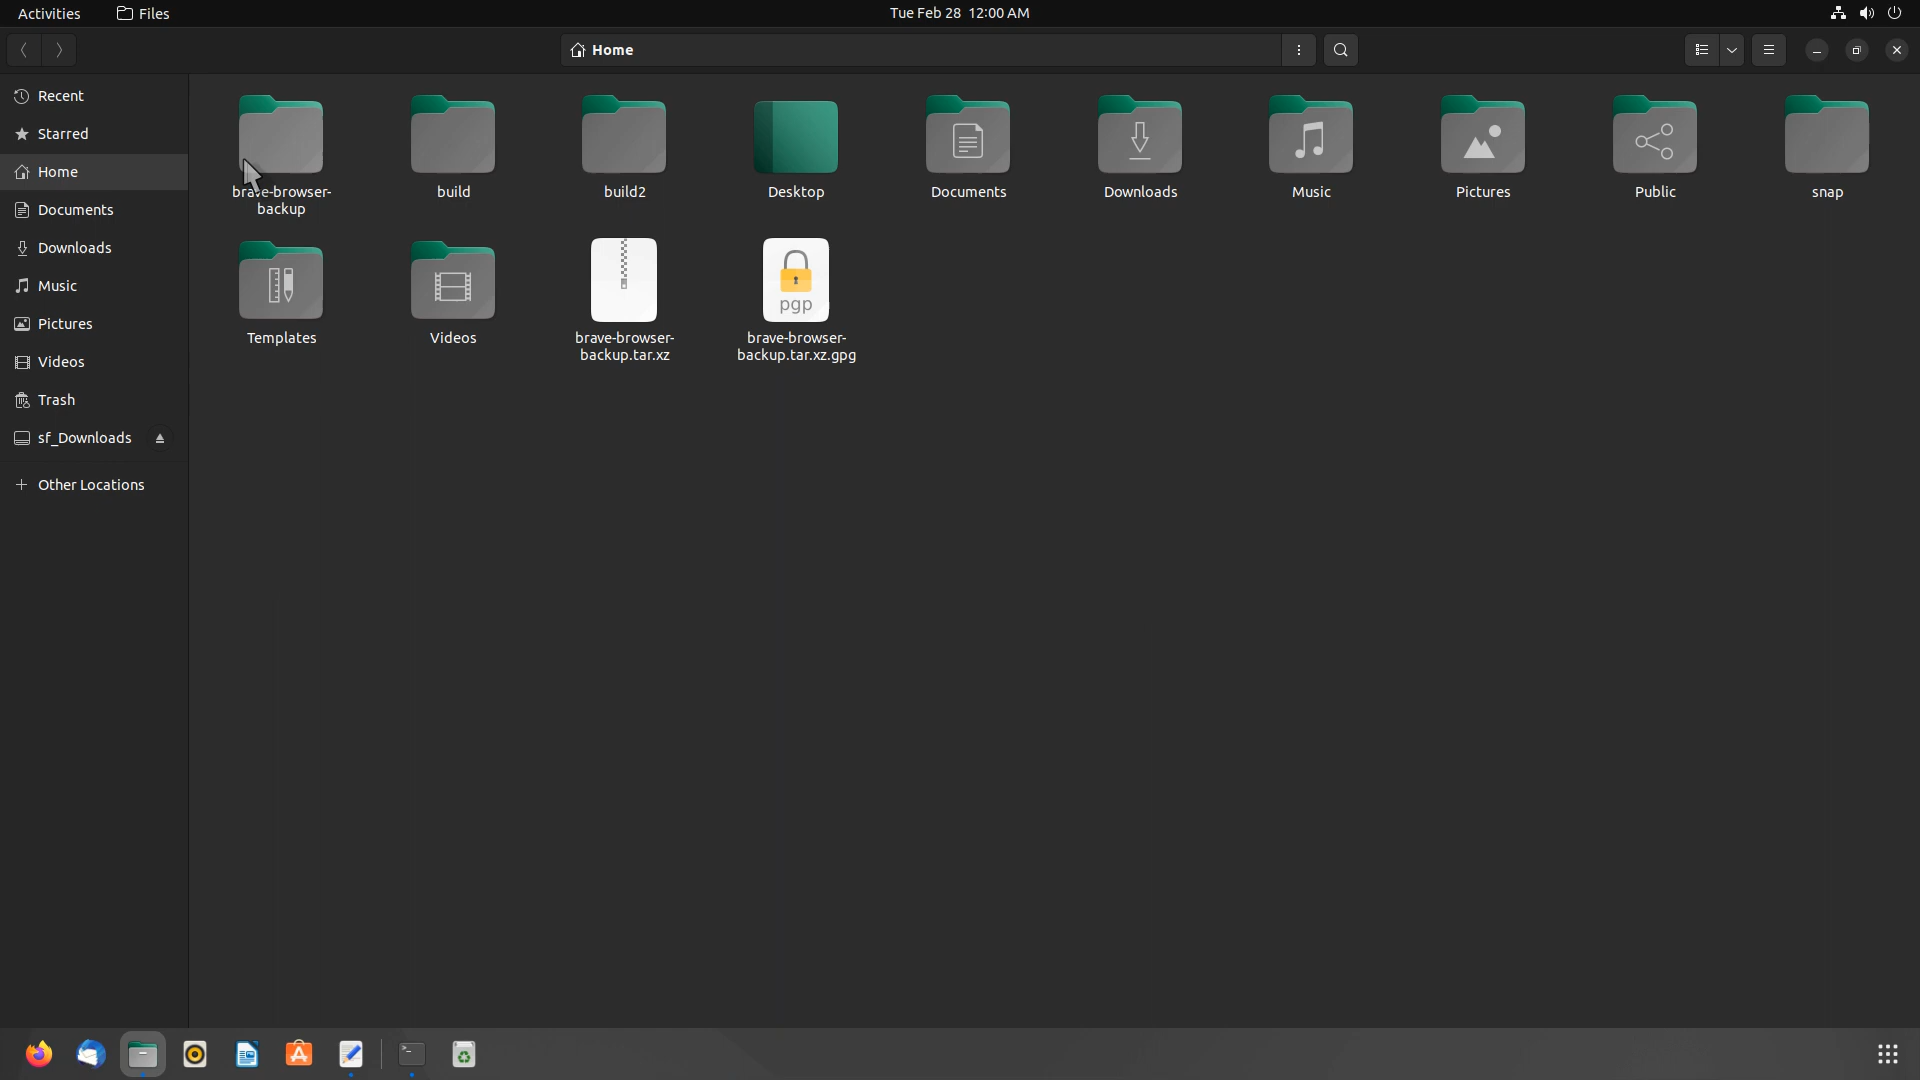 Activities
Files
Tue Feb 28 12:00 AM
Home
Recent
Starred
Home
Documents
Downloads
Music
Pictures
Videos
Trash
sf_Downloads
Other Locations
brave-browser-
backup
build
build2
Desktop
Documents
Downloads
Music
Pictures
Public
snap
Templates
Videos
brave-browser-
backup.tar.xz
pgp
brave-browser-
backup.tar.xz.gpg